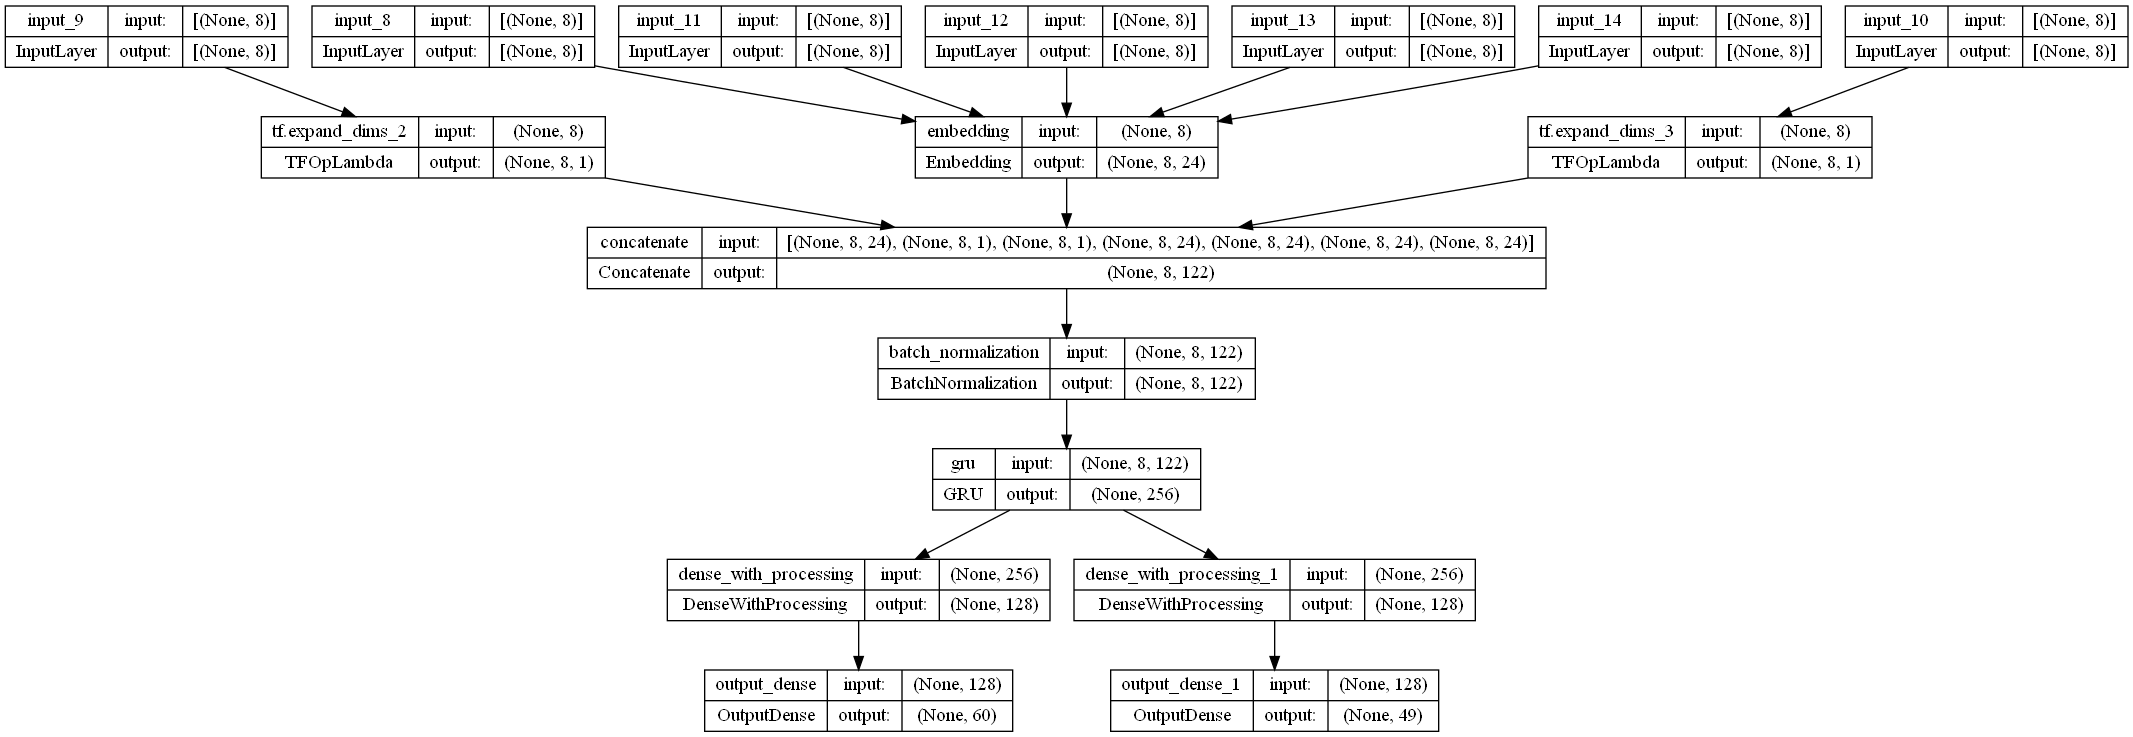 input_9 input: [(None, 8)]
InputLayer output: [(None, 8)]
input_8 input: [(None, 8)]
InputLayer output: [(None, 8)]
input_11 input: [(None, 8)]
InputLayer output: [(None, 8)]
input_12 input: [(None, 8)]
InputLayer output: [(None, 8)]
input_13 input: [(None, 8)]
InputLayer output: [(None, 8)]
input_14 input: [(None, 8)]
InputLayer output: [(None, 8)]
input_10 input: [(None, 8)]
InputLayer output: [(None, 8)]
tf.expand_dims_2 input: (None, 8)
TFOpLambda output: (None, 8, 1)
embedding input: (None, 8)
Embedding output: (None, 8, 24)
tf.expand_dims_3 input: (None, 8)
TFOpLambda output: (None, 8, 1)
concatenate input: [(None, 8, 24), (None, 8, 1), (None, 8, 1), (None, 8, 24), (None, 8, 24), (None, 8, 24), (None, 8, 24)]
Concatenate output: (None, 8, 122)
batch_normalization input: (None, 8, 122)
BatchNormalization output: (None, 8, 122)
gru input: (None, 8, 122)
GRU output: (None, 256)
dense_with_processing input: (None, 256)
DenseWithProcessing output: (None, 128)
dense_with_processing_1 input: (None, 256)
DenseWithProcessing output: (None, 128)
output_dense input: (None, 128)
OutputDense output: (None, 60)
output_dense_1 input: (None, 128)
OutputDense output: (None, 49)